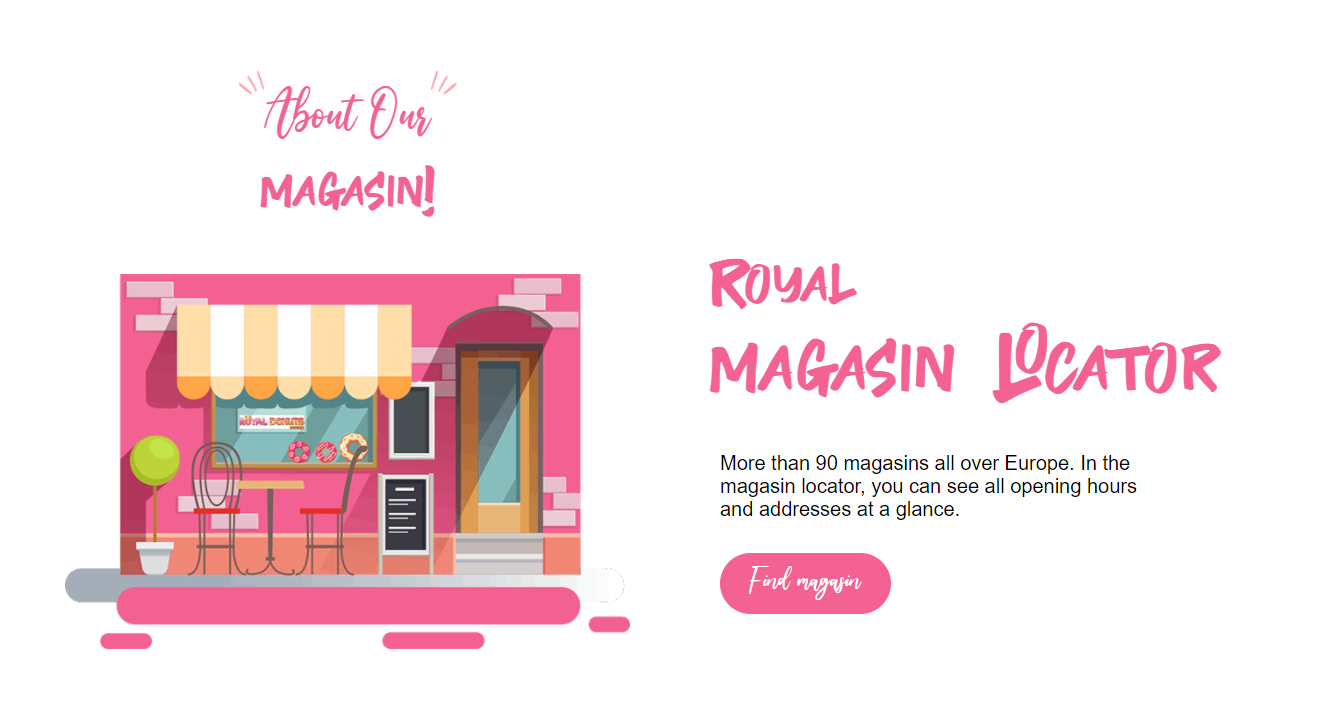 About Our
MAGASIN!
ROYAL DONUTS
ROYAL
MAGASIN LOCATOR
More than 90 magasins all over Europe. In the
magasin locator, you can see all opening hours
and addresses at a glance.
Find magasin